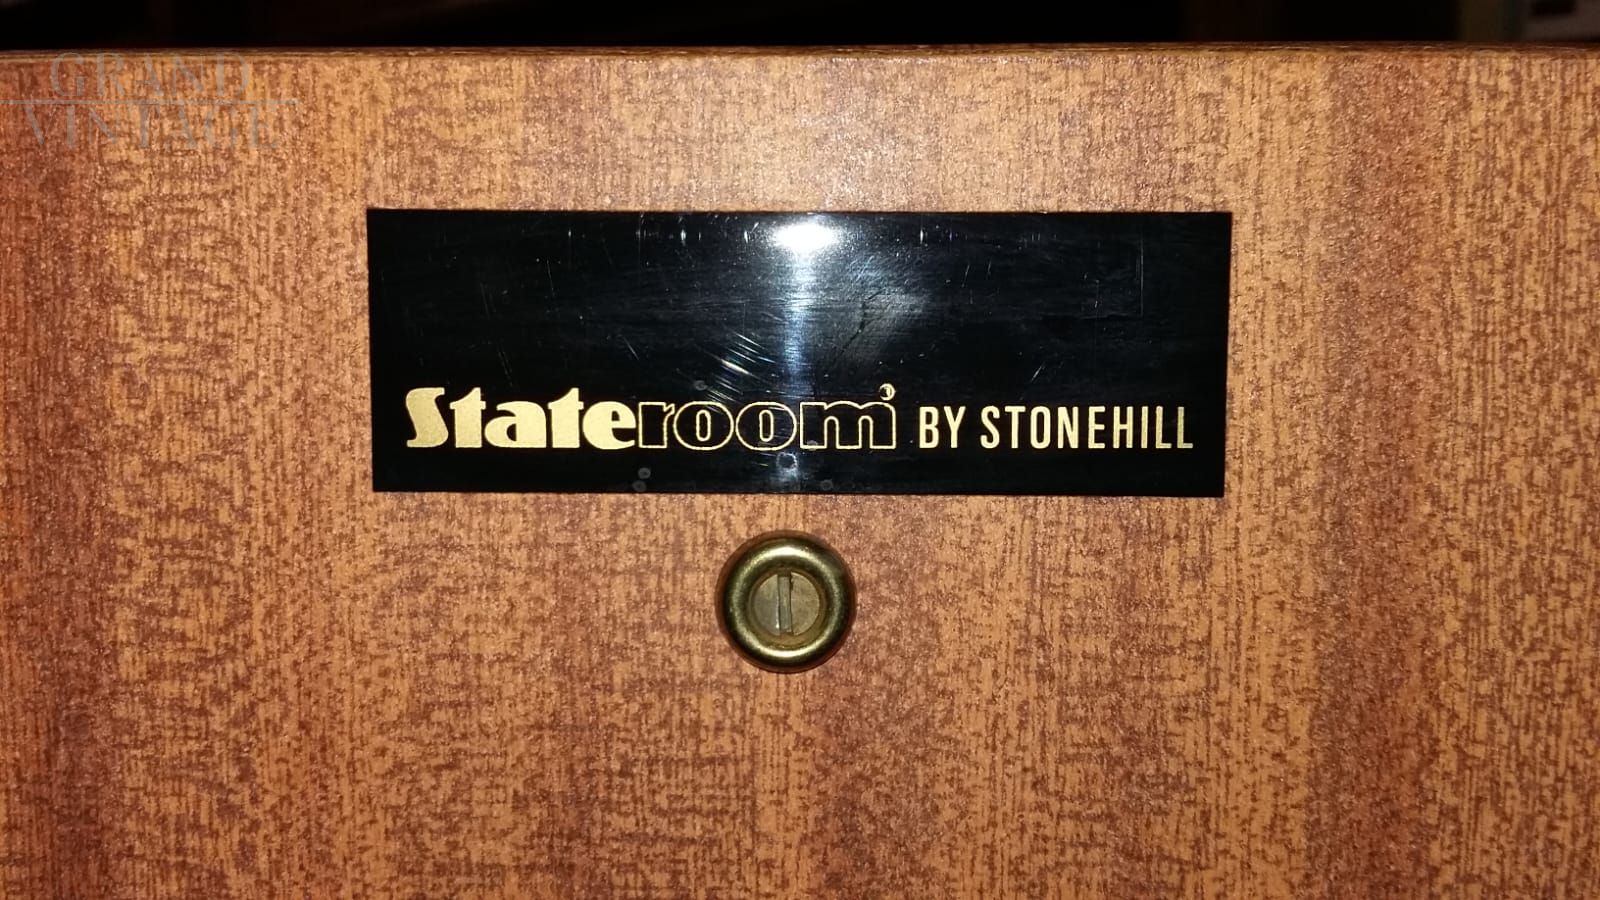 GRAND
VINTAGE
Stateroom BY STONEHILL